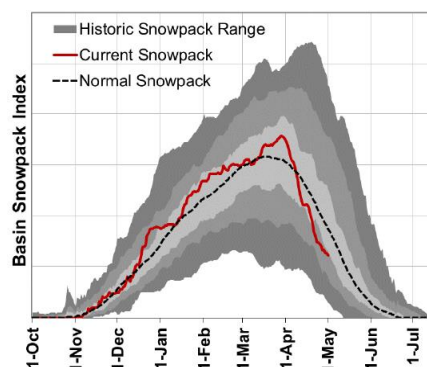 Historic Snowpack Range
Current Snowpack
Normal Snowpack
Basin Snowpack Index
1-Oct
1-Nov
1-Dec
1-Jan
1-Feb
1-Mar
1-Apr
1-May
1-Jun
1-Jul